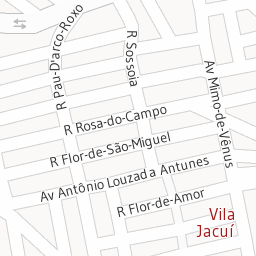 R Pau-D'arco-Roxo
R Sossoia
Av Mimo-de-Vênus
R Rosa-do-Campo
R Flor-de-São-Miguel
Av Antônio Louzada Antunes
R Flor-de-Amor
Vila
Jacuí